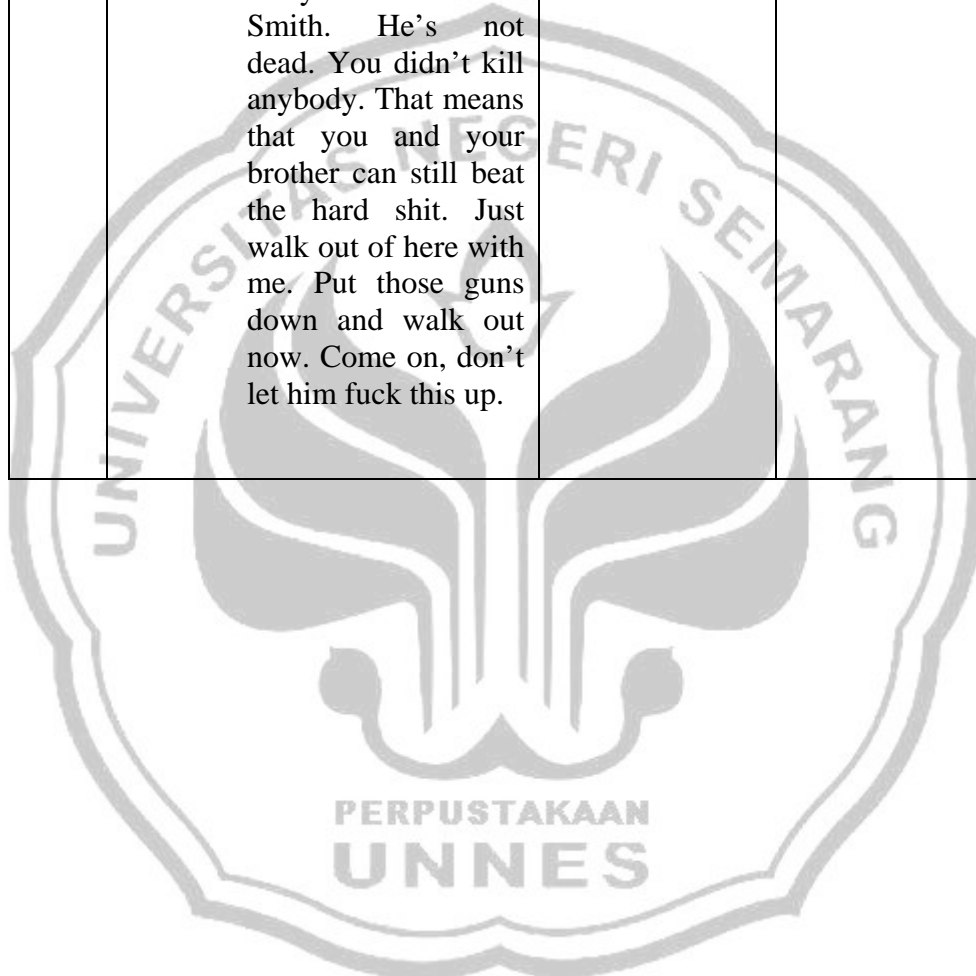 Smith. He’s not
dead. You didn’t kill
anybody. That means
that you and your
brother can still beat
the hard shit. Just
walk out of here with
me. Put those guns
down and walk out
now. Come on, don’t
let him fuck this up.
UNIVERSITAS NEGERI SEMARANG
PERPUSTAKAAN
UNNES